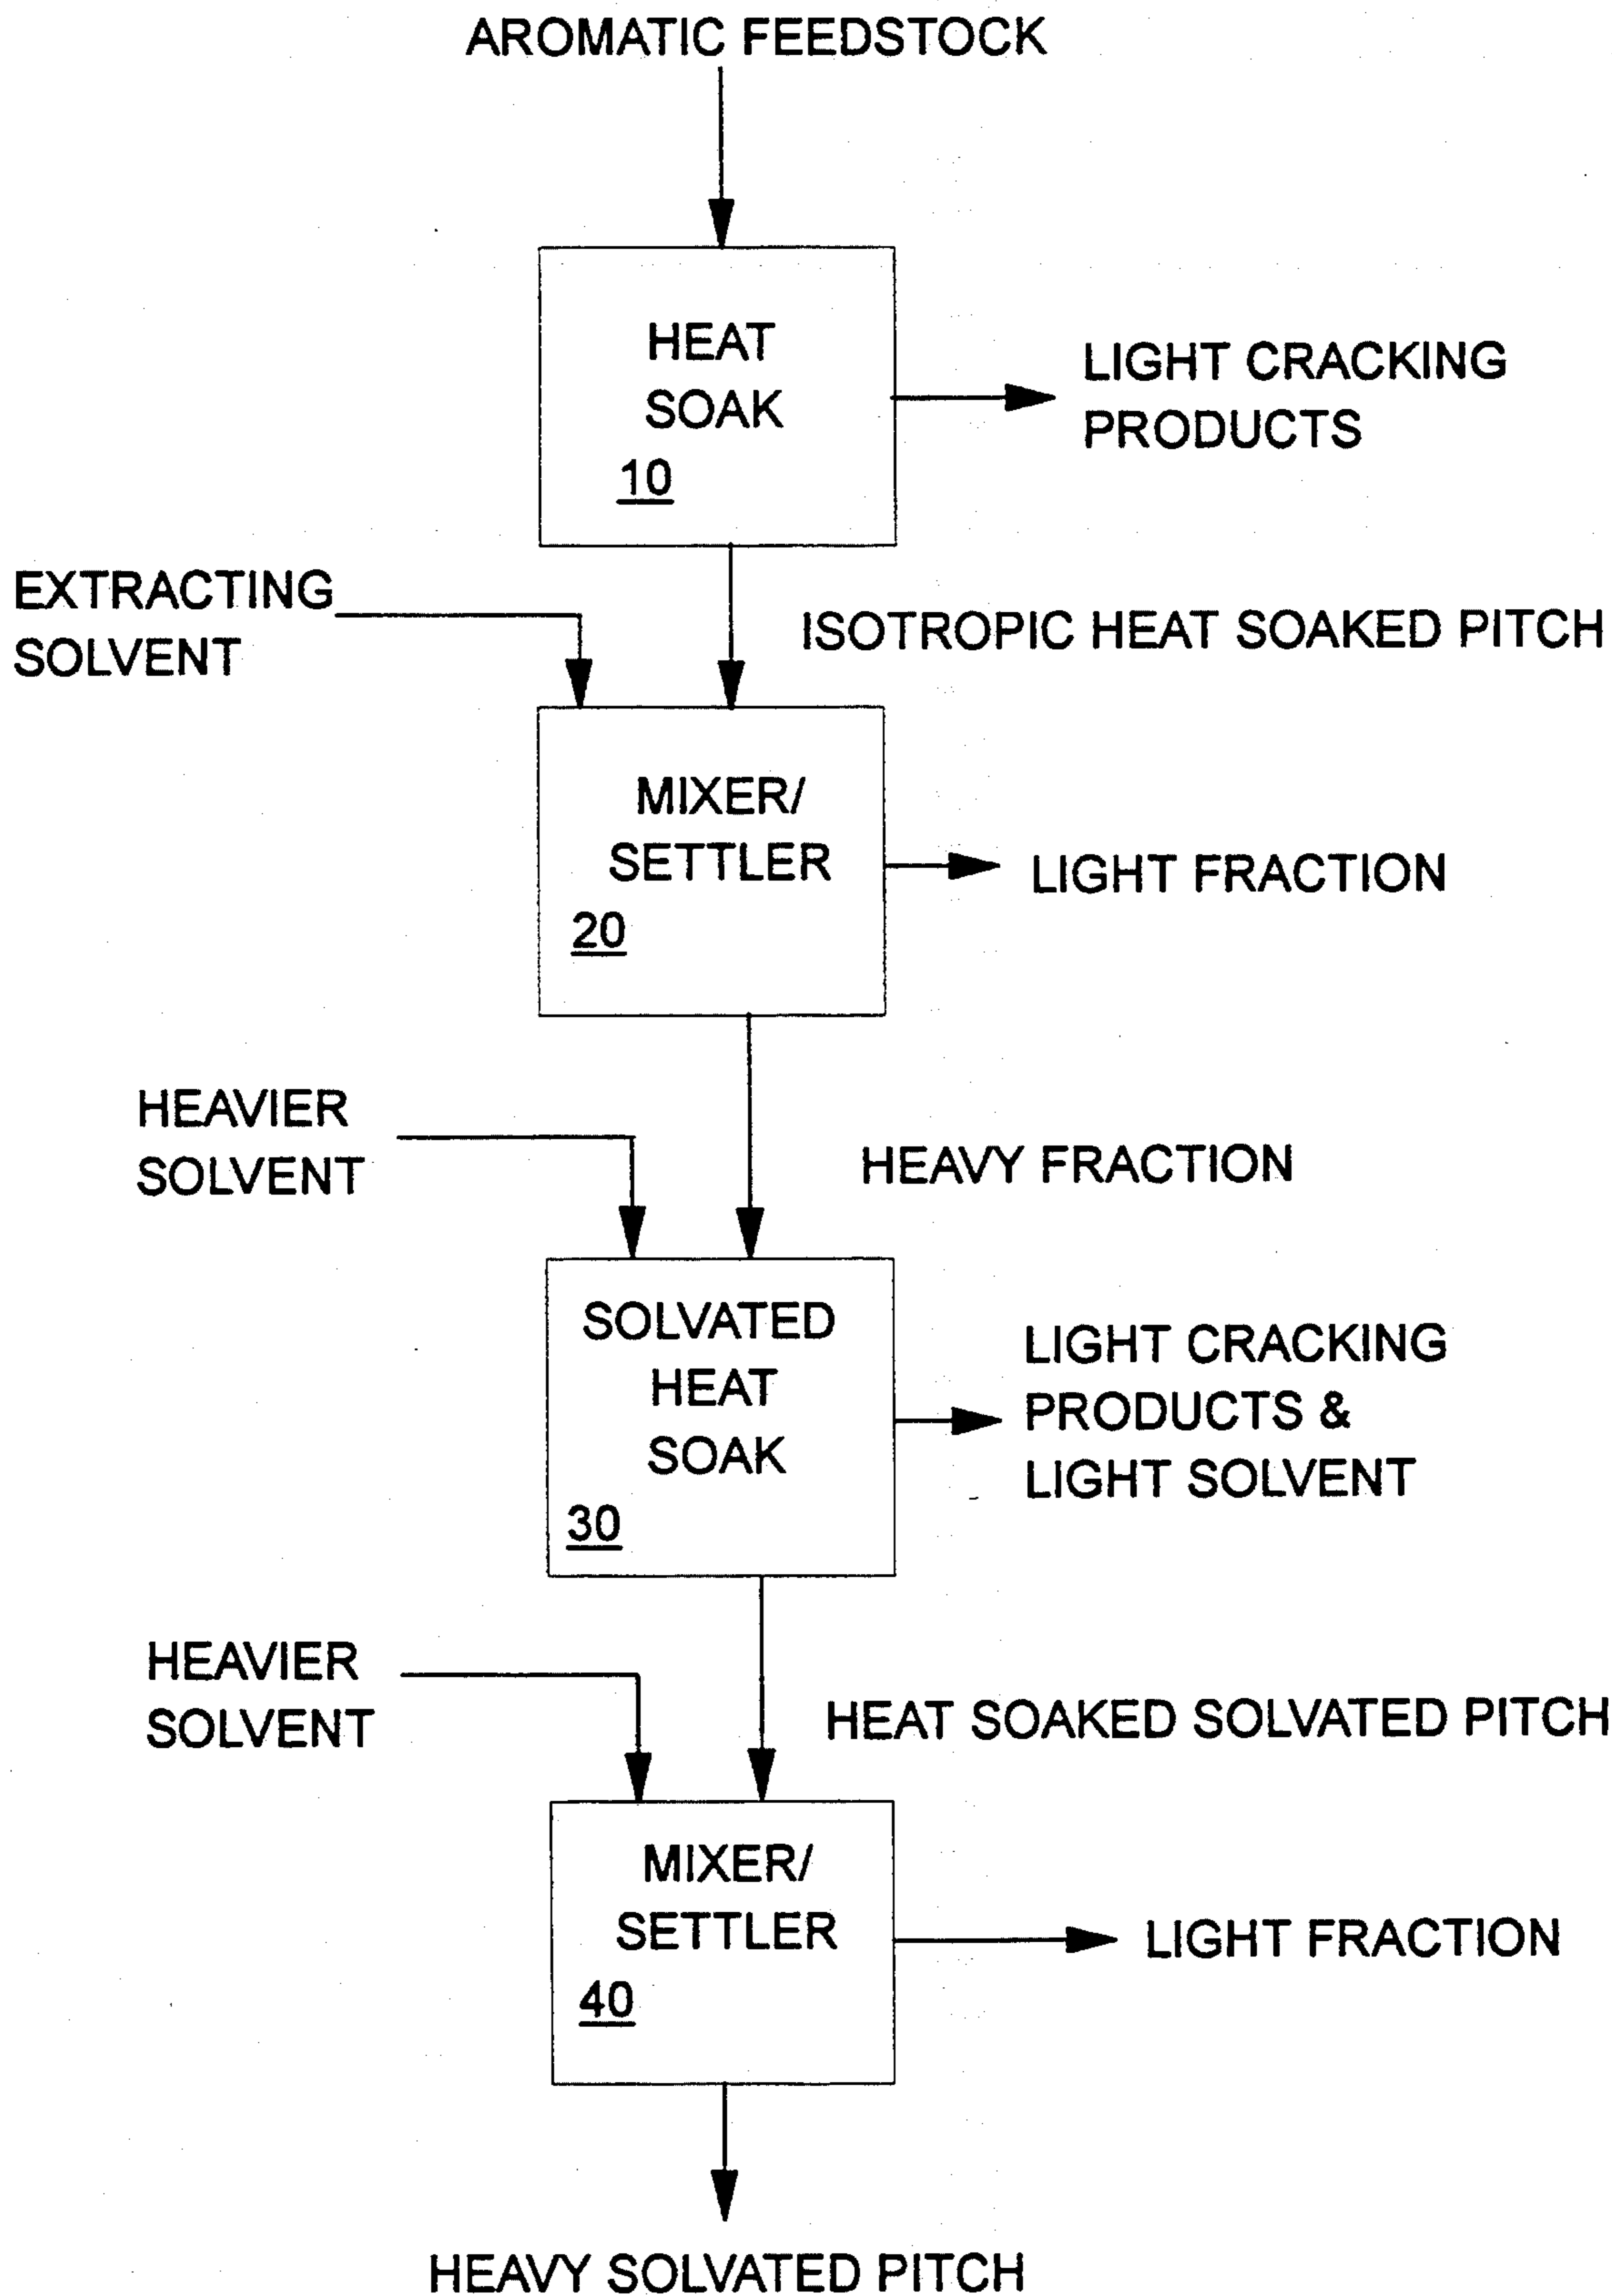 AROMATIC FEEDSTOCK
HEAT
SOAK
10
LIGHT CRACKING
PRODUCTS
EXTRACTING
SOLVENT
ISOTROPIC HEAT SOAKED PITCH
MIXER/
SETTLER
20
LIGHT FRACTION
HEAVIER
SOLVENT
HEAVY FRACTION
SOLVATED
HEAT
SOAK
30
LIGHT CRACKING
PRODUCTS &
LIGHT SOLVENT
HEAVIER
SOLVENT
HEAT SOAKED SOLVATED PITCH
MIXER/
SETTLER
40
LIGHT FRACTION
HEAVY SOLVATED PITCH